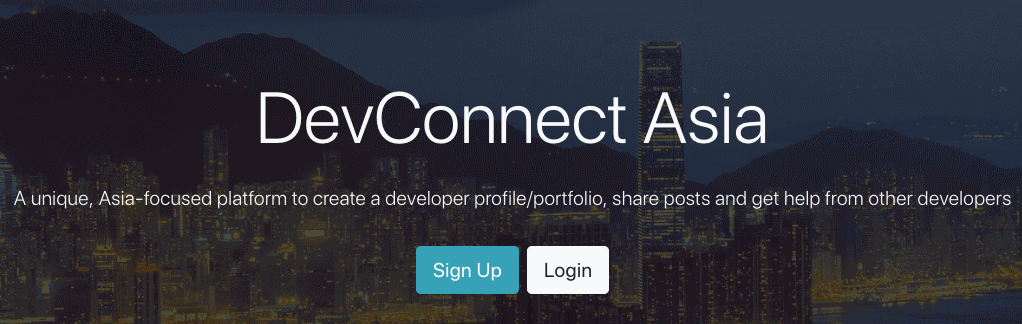 DevConnect Asia
A unique, Asia-focused platform to create a developer profile/portfolio, share posts and get help from other developers
Sign Up Login